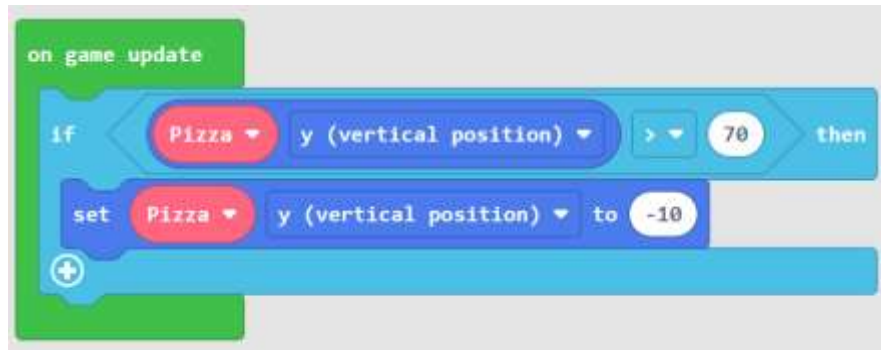 on game update
if Pizza y (vertical position) > 70 then
set Pizza y (vertical position) to -10